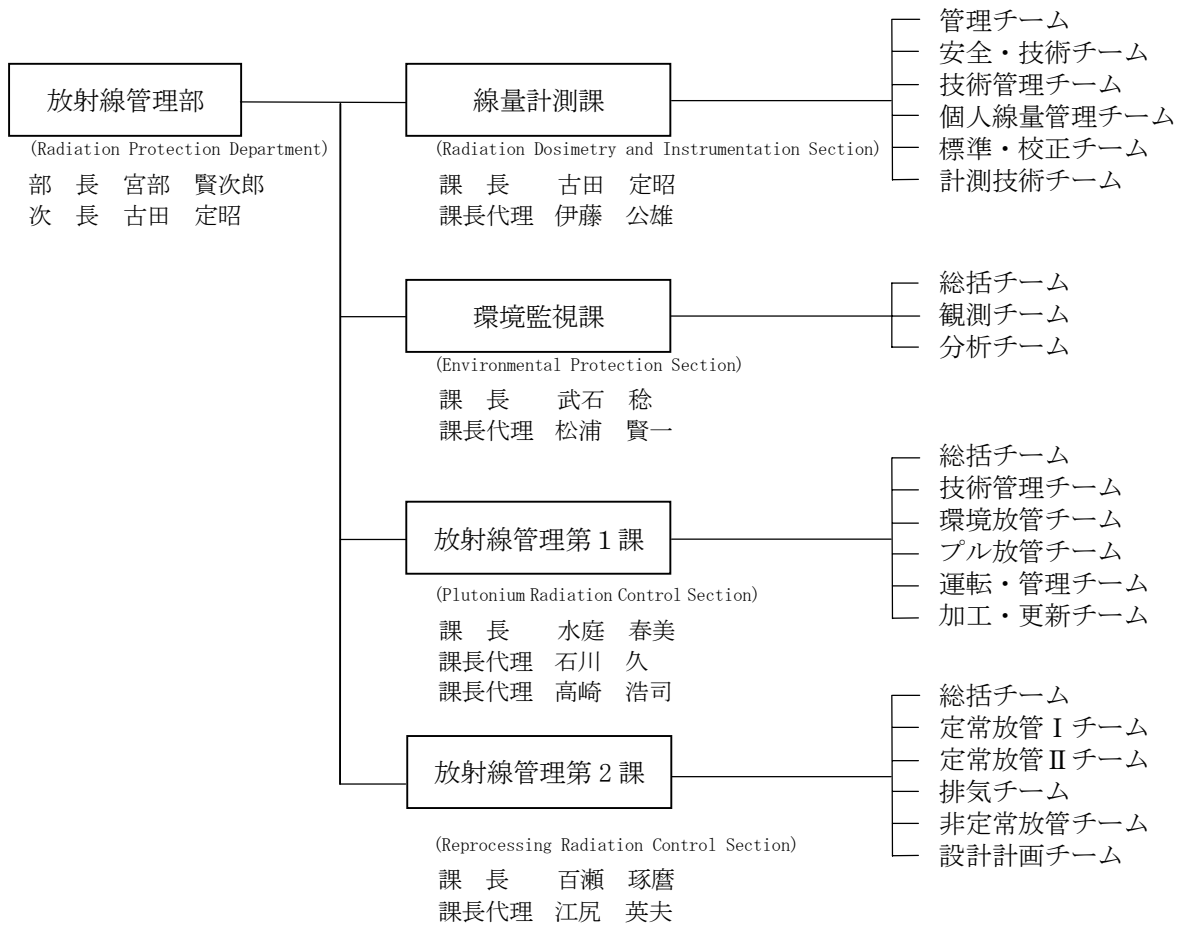 放射線管理部
(Radiation Protection Department)
部　長　宮部　賢次郎
次　長　古田　定昭
線量計測課
(Radiation Dosimetry and Instrumentation Section)
課　長　　古田　定昭
課長代理　伊藤　公雄
管理チーム
安全・技術チーム
技術管理チーム
個人線量管理チーム
標準・校正チーム
計測技術チーム
環境監視課
(Environmental Protection Section)
課　長　　武石　稔
課長代理　松浦　賢一
総括チーム
観測チーム
分析チーム
放射線管理第１課
(Plutonium Radiation Control Section)
課　長　　水庭　春美
課長代理　石川　久
課長代理　高崎　浩司
総括チーム
技術管理チーム
環境放管チーム
プル放管チーム
運転・管理チーム
加工・更新チーム
放射線管理第２課
(Reprocessing Radiation Control Section)
課　長　　百瀬　琢麿
課長代理　江尻　英夫
総括チーム
定常放管Ⅰチーム
定常放管Ⅱチーム
排気チーム
非定常放管チーム
設計計画チーム